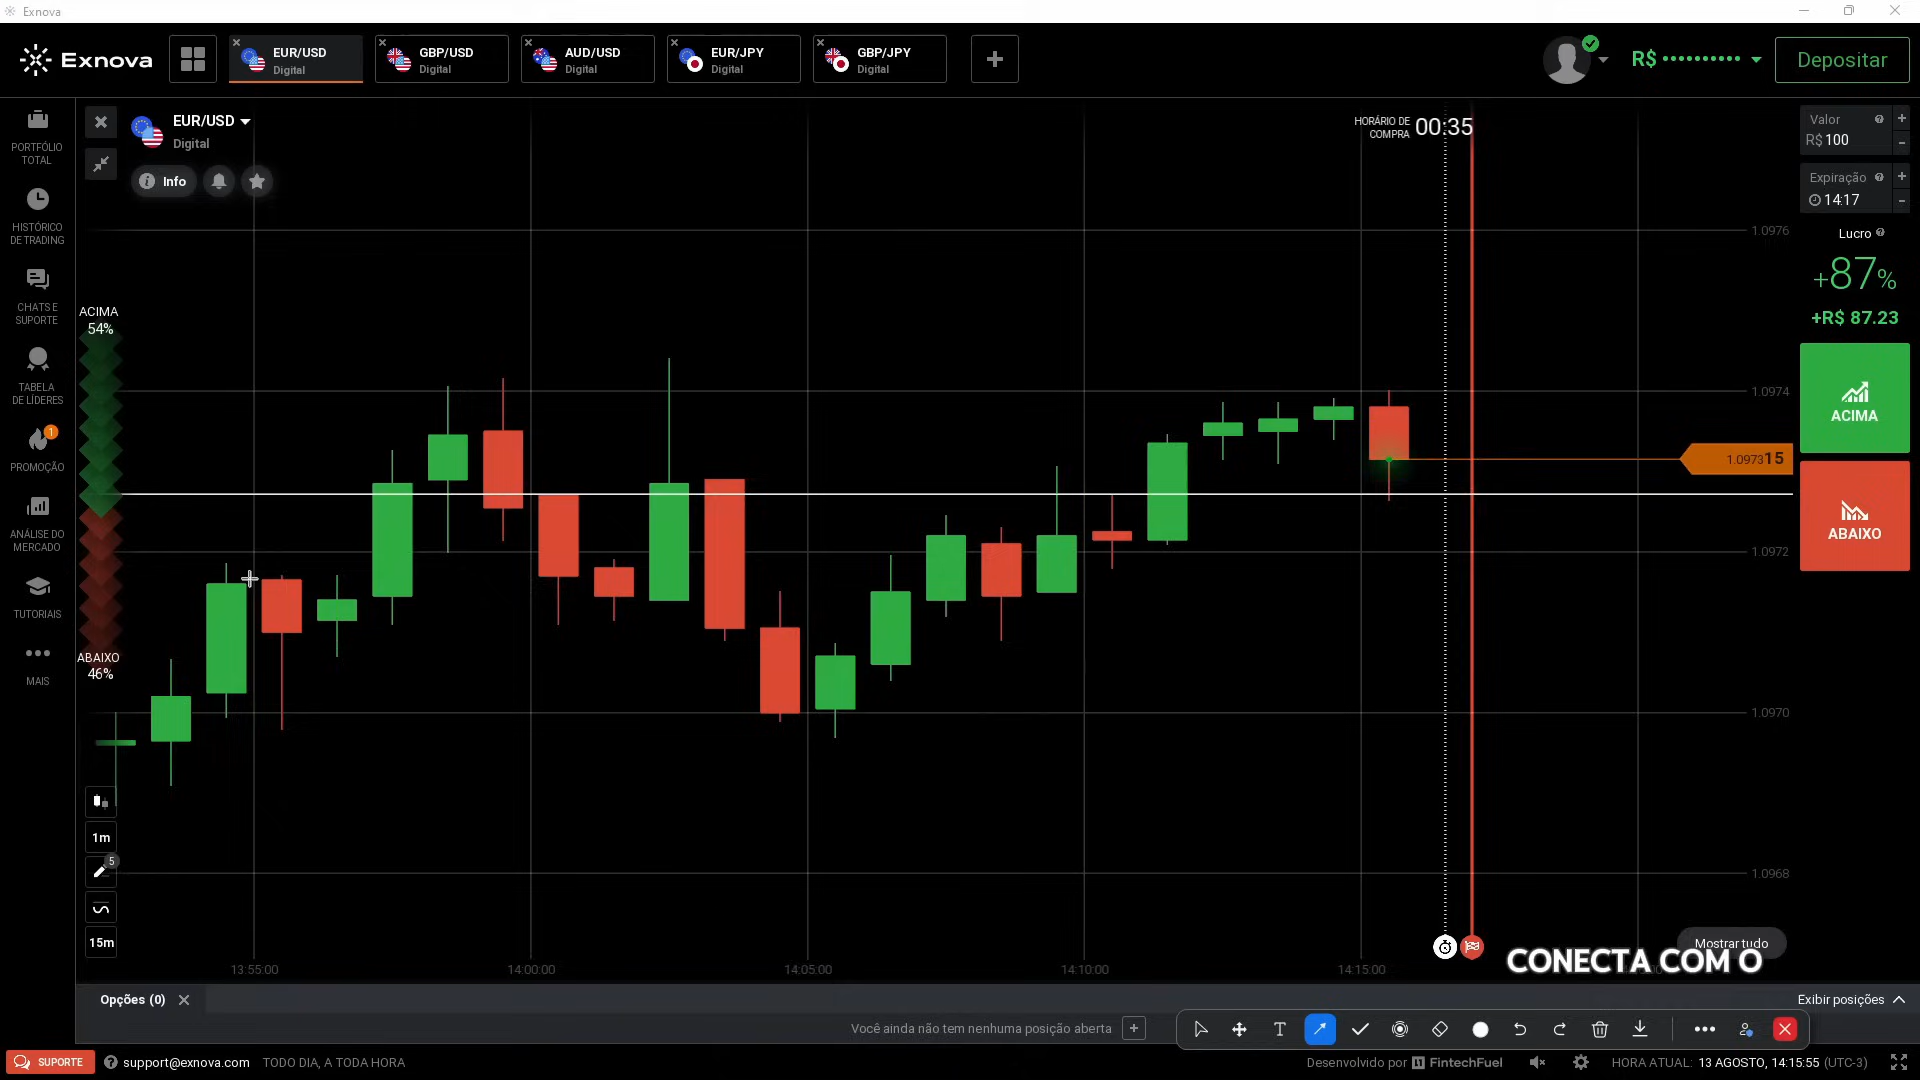 Exnova
Exnova
EUR/USD
Digital
GBP/USD
Digital
AUD/USD
Digital
EUR/JPY
Digital
GBP/JPY
Digital
R$ ••••••••••
Depositar
PORTFÓLIO
TOTAL
HISTÓRICO
DE TRADING
CHATS E
SUPORTE
TABELA
DE LÍDERES
1
PROMOÇÃO
ANÁLISE DO
MERCADO
TUTORIAIS
MAIS
EUR/USD
Digital
Info
HORÁRIO DE
COMPRA
00:35
ACIMA
54%
ABAIXO
46%
1m
5
15m
1.0976
1.0974
1.097315
1.0972
1.0970
1.0968
13:55:00
14:00:00
14:05:00
14:10:00
14:15:00
Mostrar tudo
CONECTA COM O
Valor
R$ 100
Expiração
14:17
Lucro
+87%
+R$ 87.23
ACIMA
ABAIXO
Opções (0)
Exibir posições
Você ainda não tem nenhuma posição aberta
SUPORTE
support@exnova.com
TODO DIA, A TODA HORA
Desenvolvido por FintechFuel
HORA ATUAL: 13 AGOSTO, 14:15:55 (UTC-3)